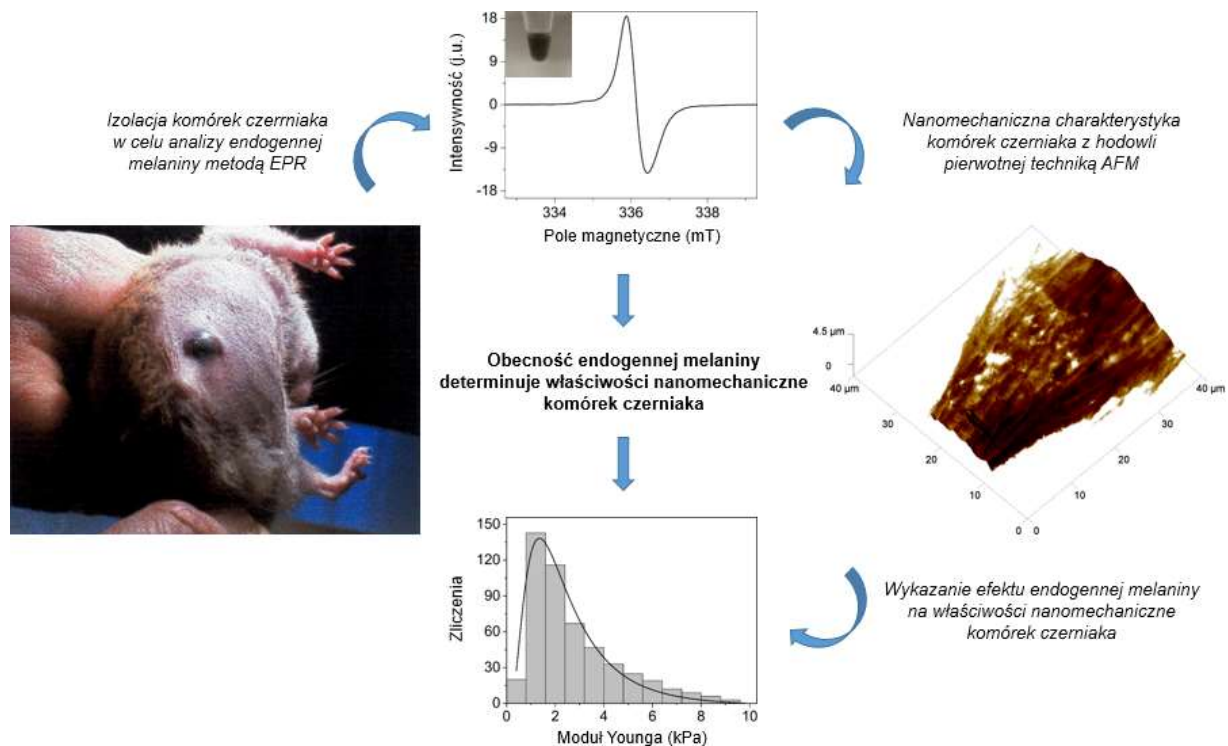 Izolacja komórek czerrniaka
w celu analizy endogennej
melaniny metodą EPR
Intensywność (j.u.)
18
9
0
-9
-18
334
336
338
Pole magnetyczne (mT)
Nanomechaniczna charakterystyka
komórek czerniaka z hodowli
pierwotnej techniką AFM
4.5 µm
0
40 µm
30
20
10
0
0
10
20
30
40 µm
Obecność endogennej melaniny
determinuje właściwości nanomechaniczne
komórek czerniaka
Zliczenia
150
120
90
60
30
0
0
2
4
6
8
10
Moduł Younga (kPa)
Wykazanie efektu endogennej melaniny
na właściwości nanomechaniczne
komórek czerniaka